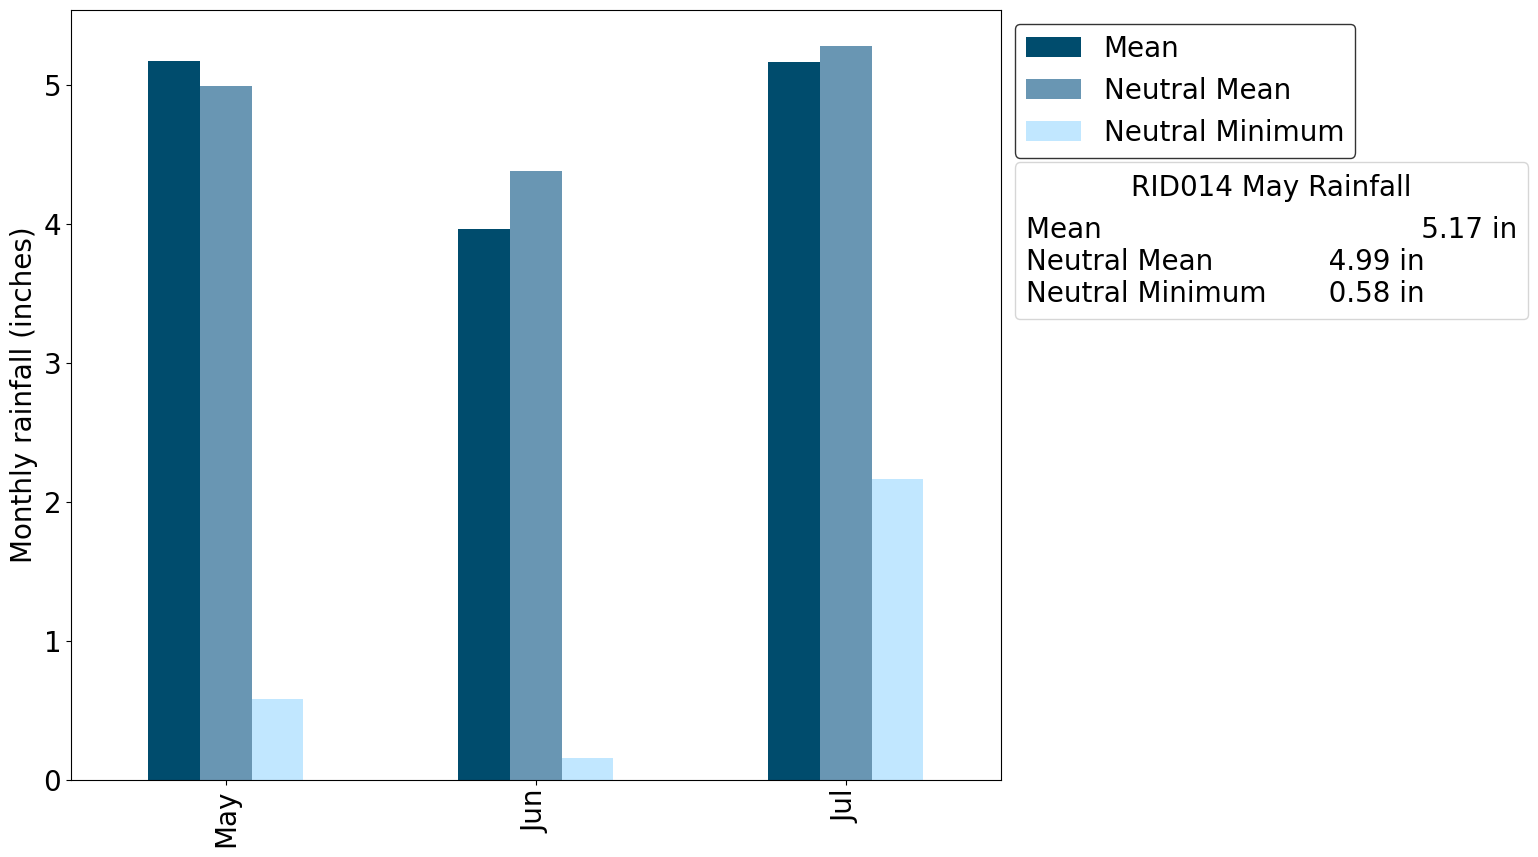 Monthly rainfall (inches)
5
4
3
2
1
0
May
Jun
Jul
Mean
Neutral Mean
Neutral Minimum
RID014 May Rainfall
Mean 5.17 in
Neutral Mean 4.99 in
Neutral Minimum 0.58 in